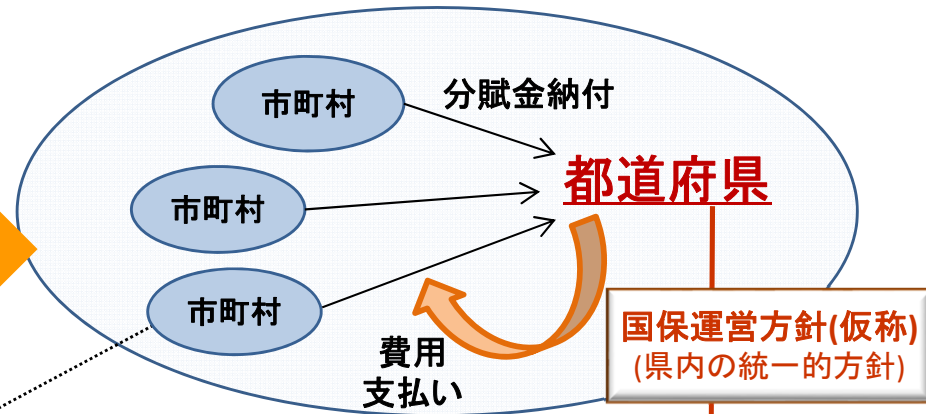 市町村
分賦金納付
都道府県
市町村
市町村
国保運営方針(仮称)
(県内の統一的方針)
費用
支払い